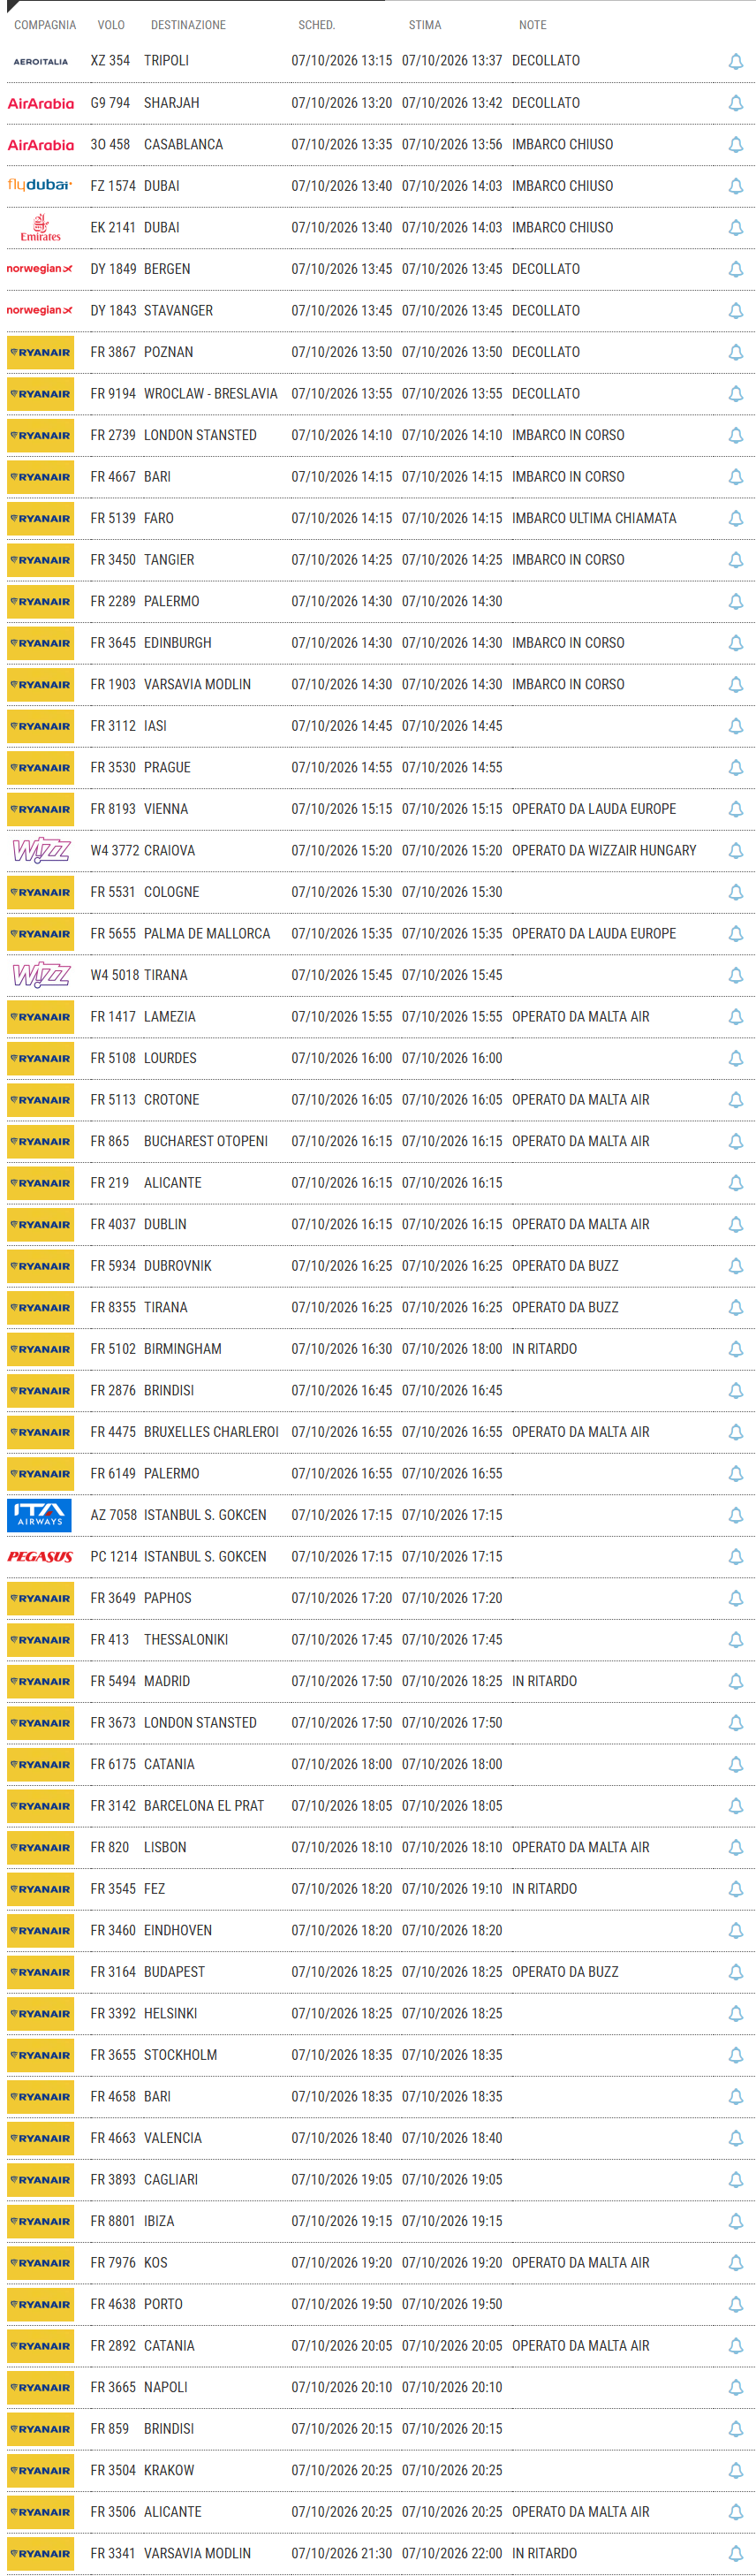 COMPAGNIA VOLO DESTINAZIONE SCHED. STIMA NOTE
AEROITALIA XZ 354 TRIPOLI 07/10/2026 13:15 07/10/2026 13:37 DECOLLATO
AirArabia G9 794 SHARJAH 07/10/2026 13:20 07/10/2026 13:42 DECOLLATO
AirArabia 3O 458 CASABLANCA 07/10/2026 13:35 07/10/2026 13:56 IMBARCO CHIUSO
flydubai FZ 1574 DUBAI 07/10/2026 13:40 07/10/2026 14:03 IMBARCO CHIUSO
Emirates EK 2141 DUBAI 07/10/2026 13:40 07/10/2026 14:03 IMBARCO CHIUSO
norwegian DY 1849 BERGEN 07/10/2026 13:45 07/10/2026 13:45 DECOLLATO
norwegian DY 1843 STAVANGER 07/10/2026 13:45 07/10/2026 13:45 DECOLLATO
RYANAIR FR 3867 POZNAN 07/10/2026 13:50 07/10/2026 13:50 DECOLLATO
RYANAIR FR 9194 WROCLAW - BRESLAVIA 07/10/2026 13:55 07/10/2026 13:55 DECOLLATO
RYANAIR FR 2739 LONDON STANSTED 07/10/2026 14:10 07/10/2026 14:10 IMBARCO IN CORSO
RYANAIR FR 4667 BARI 07/10/2026 14:15 07/10/2026 14:15 IMBARCO IN CORSO
RYANAIR FR 5139 FARO 07/10/2026 14:15 07/10/2026 14:15 IMBARCO ULTIMA CHIAMATA
RYANAIR FR 3450 TANGIER 07/10/2026 14:25 07/10/2026 14:25 IMBARCO IN CORSO
RYANAIR FR 2289 PALERMO 07/10/2026 14:30 07/10/2026 14:30
RYANAIR FR 3645 EDINBURGH 07/10/2026 14:30 07/10/2026 14:30 IMBARCO IN CORSO
RYANAIR FR 1903 VARSAVIA MODLIN 07/10/2026 14:30 07/10/2026 14:30 IMBARCO IN CORSO
RYANAIR FR 3112 IASI 07/10/2026 14:45 07/10/2026 14:45
RYANAIR FR 3530 PRAGUE 07/10/2026 14:55 07/10/2026 14:55
RYANAIR FR 8193 VIENNA 07/10/2026 15:15 07/10/2026 15:15 OPERATO DA LAUDA EUROPE
WIZZ W4 3772 CRAIOVA 07/10/2026 15:20 07/10/2026 15:20 OPERATO DA WIZZAIR HUNGARY
RYANAIR FR 5531 COLOGNE 07/10/2026 15:30 07/10/2026 15:30
RYANAIR FR 5655 PALMA DE MALLORCA 07/10/2026 15:35 07/10/2026 15:35 OPERATO DA LAUDA EUROPE
WIZZ W4 5018 TIRANA 07/10/2026 15:45 07/10/2026 15:45
RYANAIR FR 1417 LAMEZIA 07/10/2026 15:55 07/10/2026 15:55 OPERATO DA MALTA AIR
RYANAIR FR 5108 LOURDES 07/10/2026 16:00 07/10/2026 16:00
RYANAIR FR 5113 CROTONE 07/10/2026 16:05 07/10/2026 16:05 OPERATO DA MALTA AIR
RYANAIR FR 865 BUCHAREST OTOPENI 07/10/2026 16:15 07/10/2026 16:15 OPERATO DA MALTA AIR
RYANAIR FR 219 ALICANTE 07/10/2026 16:15 07/10/2026 16:15
RYANAIR FR 4037 DUBLIN 07/10/2026 16:15 07/10/2026 16:15 OPERATO DA MALTA AIR
RYANAIR FR 5934 DUBROVNIK 07/10/2026 16:25 07/10/2026 16:25 OPERATO DA BUZZ
RYANAIR FR 8355 TIRANA 07/10/2026 16:25 07/10/2026 16:25 OPERATO DA BUZZ
RYANAIR FR 5102 BIRMINGHAM 07/10/2026 16:30 07/10/2026 18:00 IN RITARDO
RYANAIR FR 2876 BRINDISI 07/10/2026 16:45 07/10/2026 16:45
RYANAIR FR 4475 BRUXELLES CHARLEROI 07/10/2026 16:55 07/10/2026 16:55 OPERATO DA MALTA AIR
RYANAIR FR 6149 PALERMO 07/10/2026 16:55 07/10/2026 16:55
ITA AIRWAYS AZ 7058 ISTANBUL S. GOKCEN 07/10/2026 17:15 07/10/2026 17:15
PEGASUS PC 1214 ISTANBUL S. GOKCEN 07/10/2026 17:15 07/10/2026 17:15
RYANAIR FR 3649 PAPHOS 07/10/2026 17:20 07/10/2026 17:20
RYANAIR FR 413 THESSALONIKI 07/10/2026 17:45 07/10/2026 17:45
RYANAIR FR 5494 MADRID 07/10/2026 17:50 07/10/2026 18:25 IN RITARDO
RYANAIR FR 3673 LONDON STANSTED 07/10/2026 17:50 07/10/2026 17:50
RYANAIR FR 6175 CATANIA 07/10/2026 18:00 07/10/2026 18:00
RYANAIR FR 3142 BARCELONA EL PRAT 07/10/2026 18:05 07/10/2026 18:05
RYANAIR FR 820 LISBON 07/10/2026 18:10 07/10/2026 18:10 OPERATO DA MALTA AIR
RYANAIR FR 3545 FEZ 07/10/2026 18:20 07/10/2026 19:10 IN RITARDO
RYANAIR FR 3460 EINDHOVEN 07/10/2026 18:20 07/10/2026 18:20
RYANAIR FR 3164 BUDAPEST 07/10/2026 18:25 07/10/2026 18:25 OPERATO DA BUZZ
RYANAIR FR 3392 HELSINKI 07/10/2026 18:25 07/10/2026 18:25
RYANAIR FR 3655 STOCKHOLM 07/10/2026 18:35 07/10/2026 18:35
RYANAIR FR 4658 BARI 07/10/2026 18:35 07/10/2026 18:35
RYANAIR FR 4663 VALENCIA 07/10/2026 18:40 07/10/2026 18:40
RYANAIR FR 3893 CAGLIARI 07/10/2026 19:05 07/10/2026 19:05
RYANAIR FR 8801 IBIZA 07/10/2026 19:15 07/10/2026 19:15
RYANAIR FR 7976 KOS 07/10/2026 19:20 07/10/2026 19:20 OPERATO DA MALTA AIR
RYANAIR FR 4638 PORTO 07/10/2026 19:50 07/10/2026 19:50
RYANAIR FR 2892 CATANIA 07/10/2026 20:05 07/10/2026 20:05 OPERATO DA MALTA AIR
RYANAIR FR 3665 NAPOLI 07/10/2026 20:10 07/10/2026 20:10
RYANAIR FR 859 BRINDISI 07/10/2026 20:15 07/10/2026 20:15
RYANAIR FR 3504 KRAKOW 07/10/2026 20:25 07/10/2026 20:25
RYANAIR FR 3506 ALICANTE 07/10/2026 20:25 07/10/2026 20:25 OPERATO DA MALTA AIR
RYANAIR FR 3341 VARSAVIA MODLIN 07/10/2026 21:30 07/10/2026 22:00 IN RITARDO